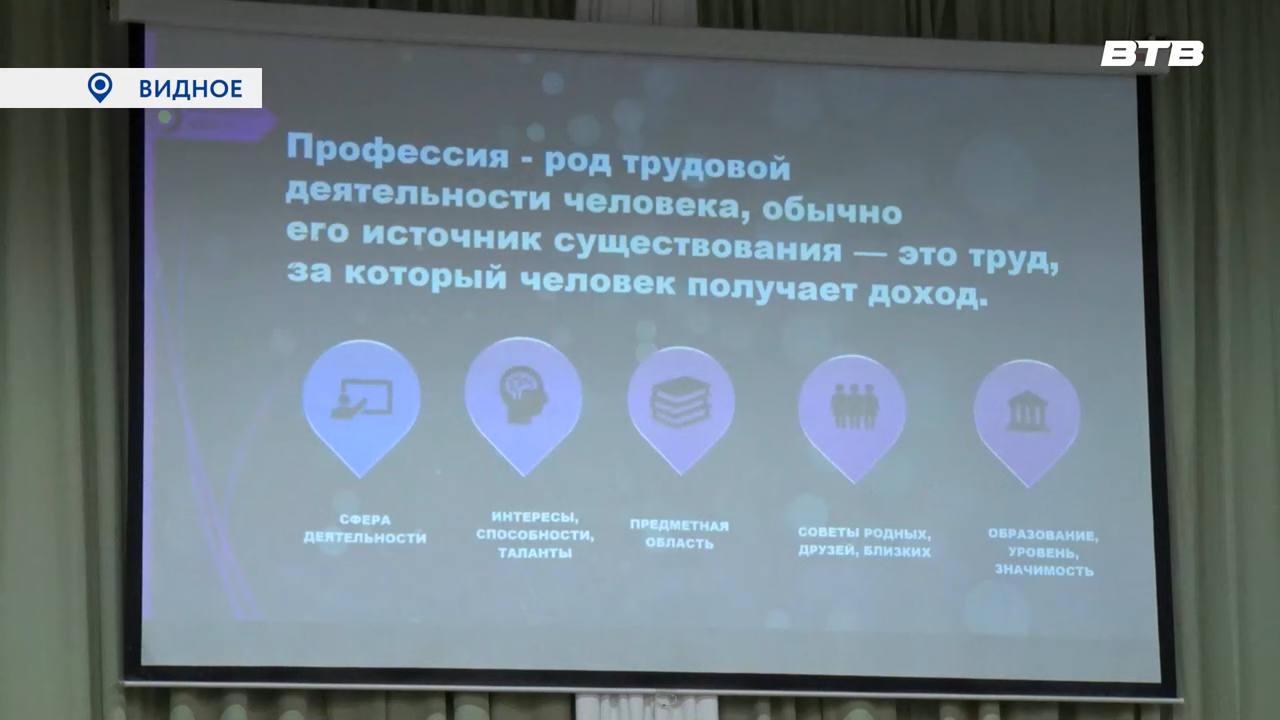 ВТВ
ВИДНОЕ
Профессия - род трудовой
деятельности человека, обычно
его источник существования — это труд,
за который человек получает доход.
СФЕРА
ДЕЯТЕЛЬНОСТИ
ИНТЕРЕСЫ,
СПОСОБНОСТИ,
ТАЛАНТЫ
ПРЕДМЕТНАЯ
ОБЛАСТЬ
СОВЕТЫ РОДНЫХ,
ДРУЗЕЙ, БЛИЗКИХ
ОБРАЗОВАНИЕ,
УРОВЕНЬ,
ЗНАЧИМОСТЬ